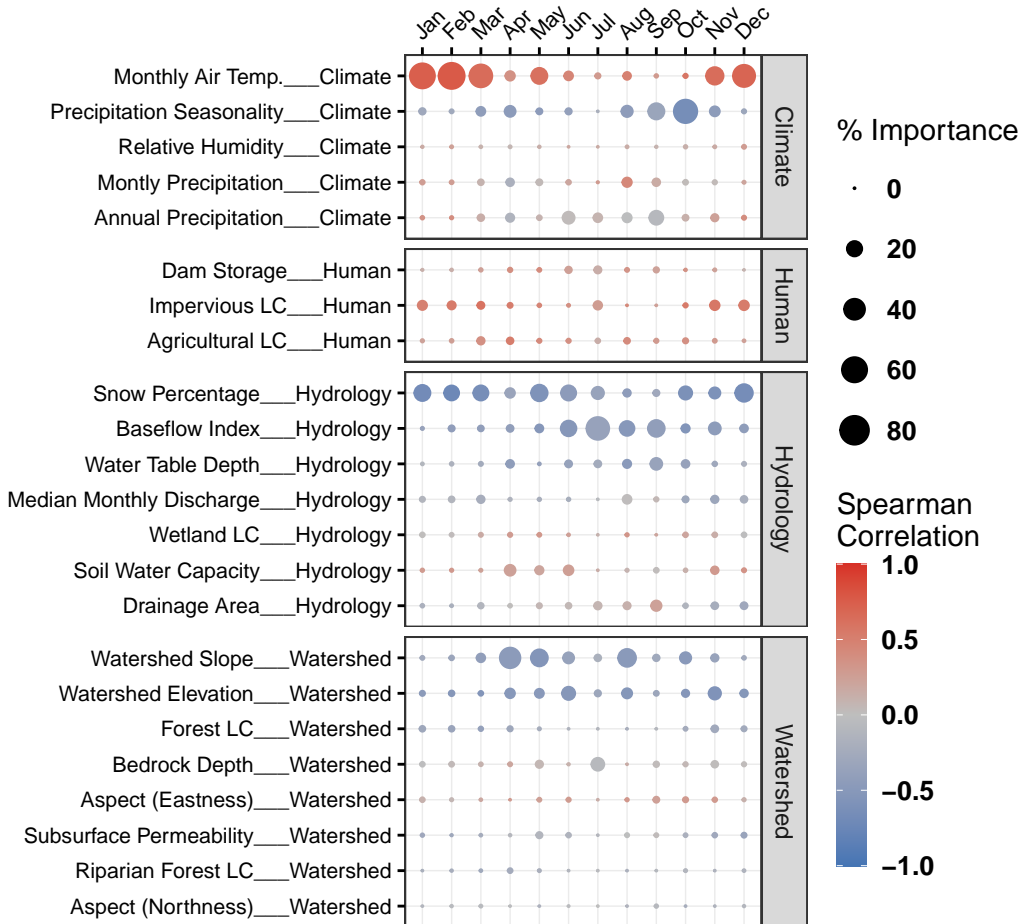 Jan Feb Mar Apr May Jun Jul Aug Sep Oct Nov Dec
Monthly Air Temp.___Climate
Precipitation Seasonality___Climate
Relative Humidity___Climate
Montly Precipitation___Climate
Annual Precipitation___Climate
Climate
Dam Storage___Human
Impervious LC___Human
Agricultural LC___Human
Human
Snow Percentage___Hydrology
Baseflow Index___Hydrology
Water Table Depth___Hydrology
Median Monthly Discharge___Hydrology
Wetland LC___Hydrology
Soil Water Capacity___Hydrology
Drainage Area___Hydrology
Hydrology
Watershed Slope___Watershed
Watershed Elevation___Watershed
Forest LC___Watershed
Bedrock Depth___Watershed
Aspect (Eastness)___Watershed
Subsurface Permeability___Watershed
Riparian Forest LC___Watershed
Aspect (Northness)___Watershed
Watershed
% Importance
0
20
40
60
80
Spearman
Correlation
1.0
0.5
0.0
−0.5
−1.0